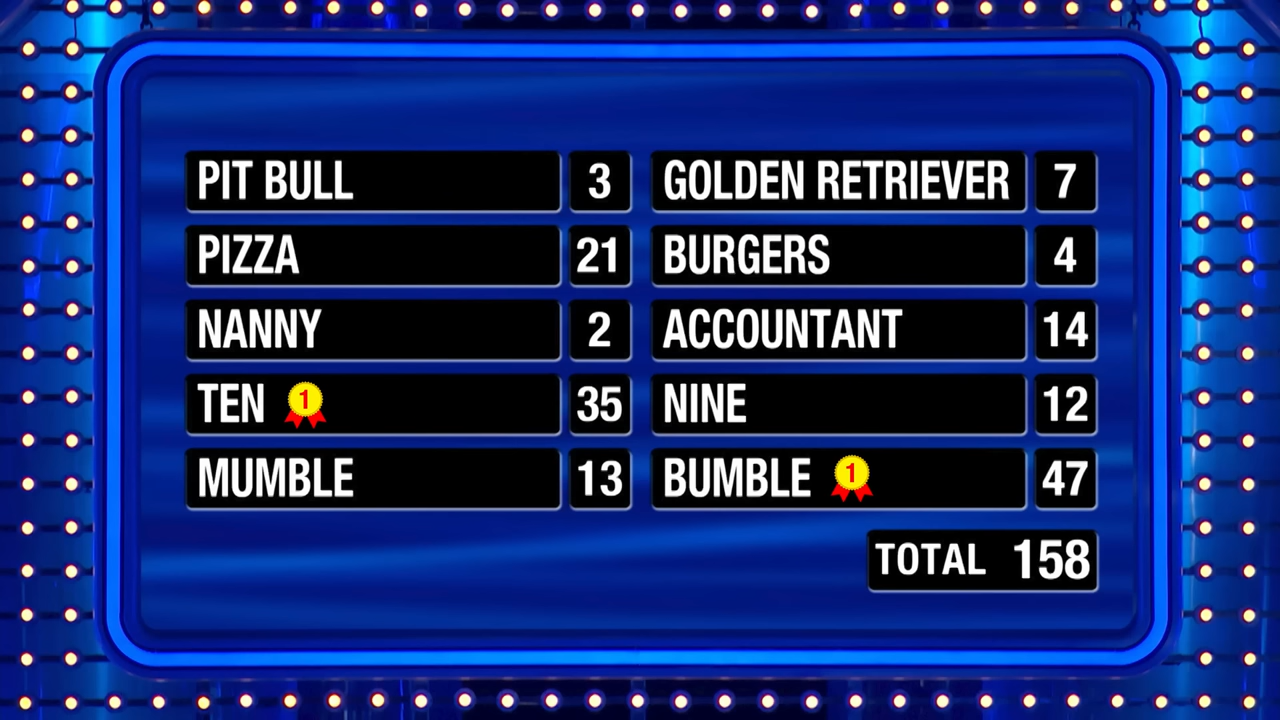 PIT BULL 3 GOLDEN RETRIEVER 7
PIZZA 21 BURGERS 4
NANNY 2 ACCOUNTANT 14
TEN 1 35 NINE 12
MUMBLE 13 BUMBLE 1 47
TOTAL 158